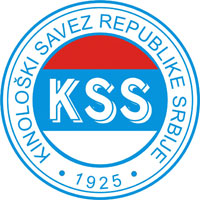 KINOLOŠKI SAVEZ REPUBLIKE SRBIJE
KSS
• 1925 •